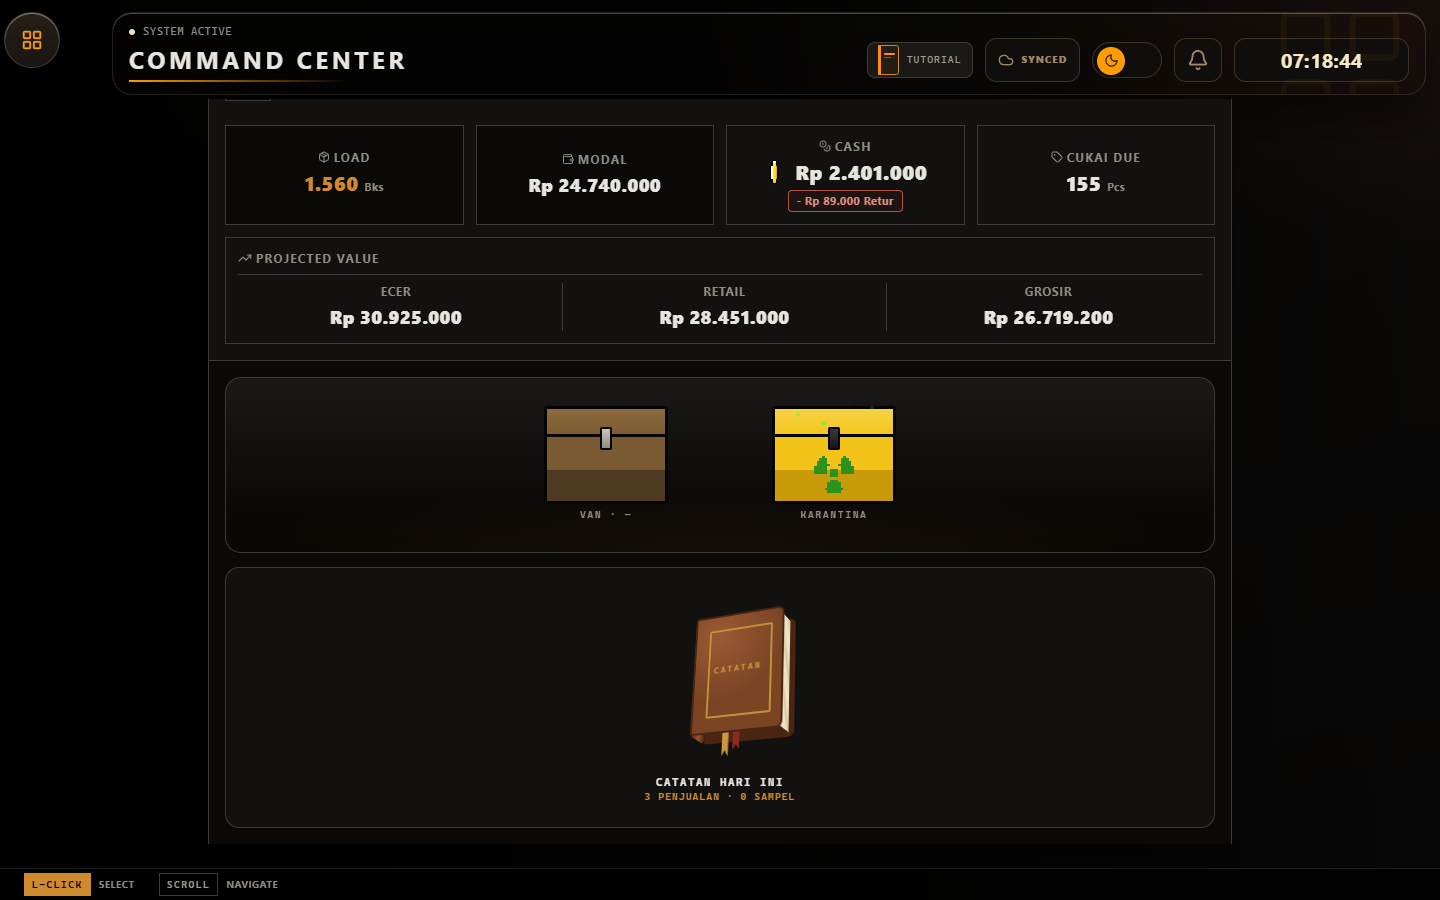 SYSTEM ACTIVE
COMMAND CENTER
TUTORIAL
SYNCED
07:18:44
LOAD
1.560 Bks
MODAL
Rp 24.740.000
CASH
Rp 2.401.000
- Rp 89.000 Retur
CUKAI DUE
155 Pcs
PROJECTED VALUE
ECER
Rp 30.925.000
RETAIL
Rp 28.451.000
GROSIR
Rp 26.719.200
VAN · —
KARANTINA
CATATAN
CATATAN HARI INI
3 PENJUALAN · 0 SAMPEL
L-CLICK SELECT
SCROLL NAVIGATE